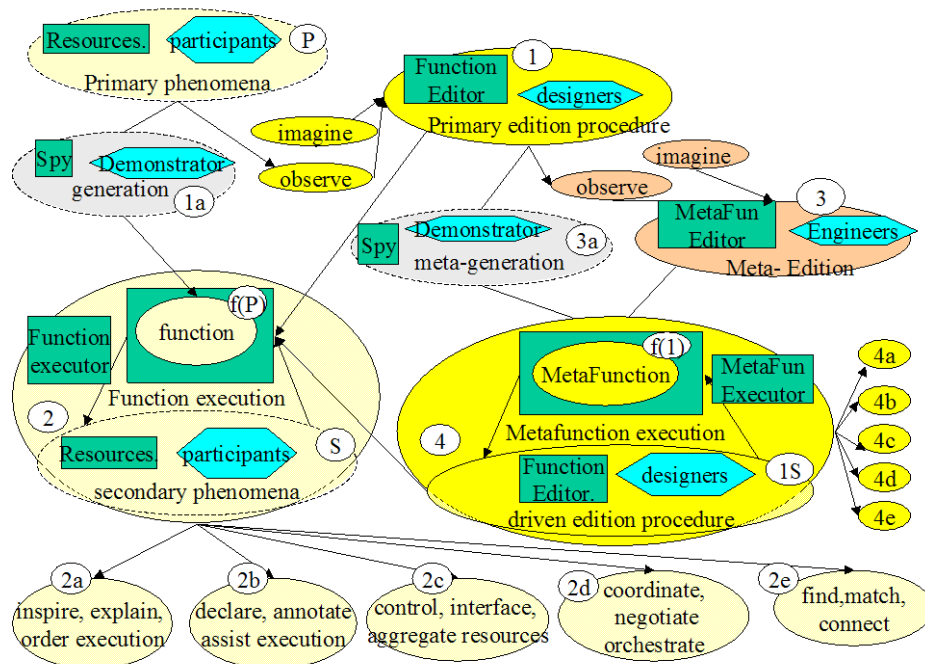 Resources.
participants
P
Primary phenomena
Function
Editor
1
designers
Primary edition procedure
imagine
observe
Spy
Demonstrator
generation
1a
imagine
observe
MetaFun
Editor
3
Engineers
Meta- Edition
Spy
Demonstrator
3a
meta-generation
f(P)
function
Function
executor
Function execution
2
S
Resources.
participants
secondary phenomena
f(1)
MetaFunction
MetaFun
Executor
Metafunction execution
4
1S
Function
Editor.
designers
driven edition procedure
4a
4b
4c
4d
4e
2a
inspire, explain,
order execution
2b
declare, annotate
assist execution
2c
control, interface,
aggregate resources
2d
coordinate,
negotiate
orchestrate
2e
find,match,
connect